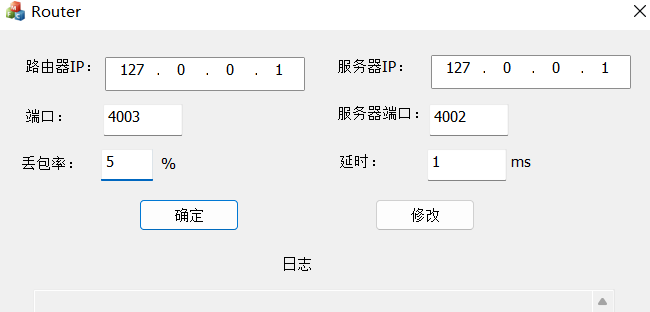 Router
路由器IP： 127 . 0 . 0 . 1 服务器IP： 127 . 0 . 0 . 1
端口： 4003 服务器端口： 4002
丢包率： 5 % 延时： 1 ms
确定 修改
日志